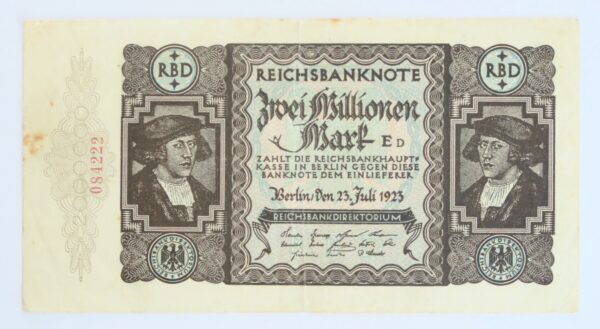 RBD
RBD
REICHSBANKNOTE
Zwei Millionen
Mark
ED
ZAHLT DIE REICHSBANKHAUPT-
KASSE IN BERLIN GEGEN DIESE
BANKNOTE DEM EINLIEFERER
Berlin, den 23. Juli 1923
REICHSBANKDIREKTORIUM
2000000
084222